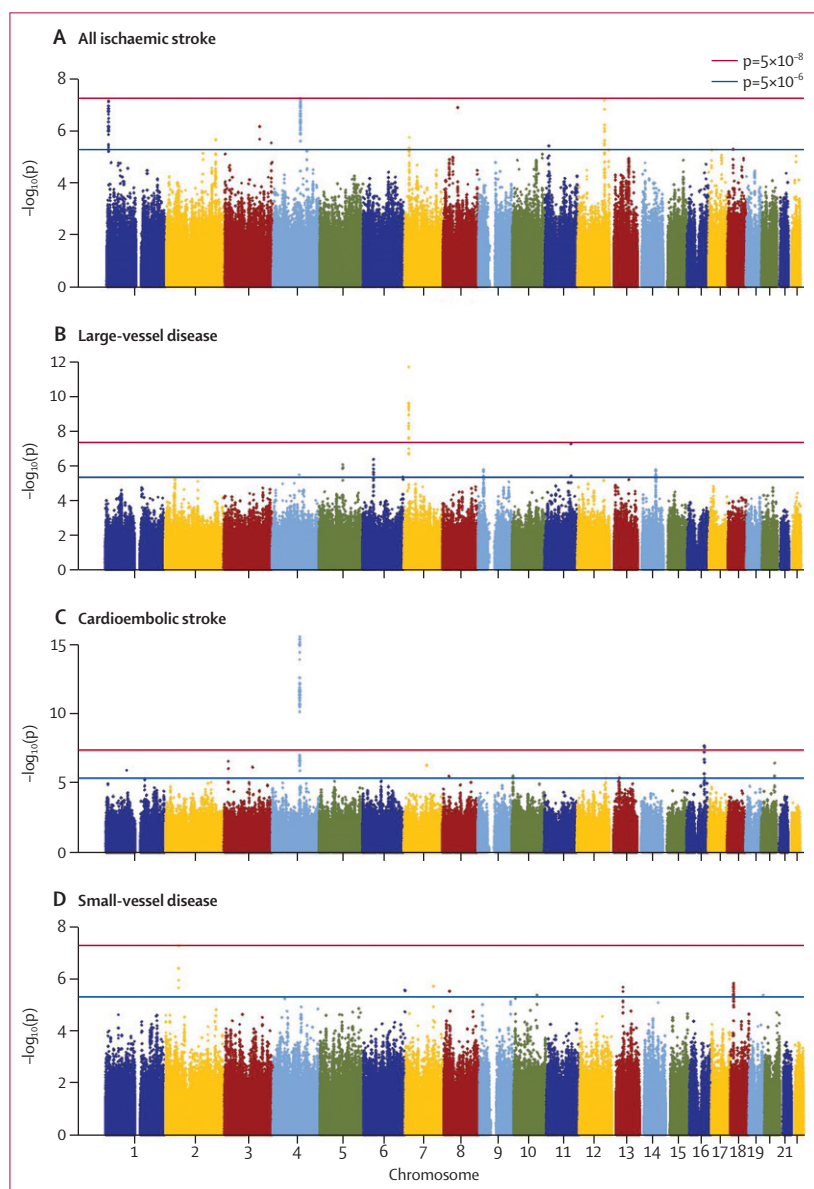 A All ischaemic stroke
p=5×10⁻⁸
p=5×10⁻⁶
8
6
4
2
0
–log₁₀(p)
B Large-vessel disease
12
10
8
6
4
2
0
–log₁₀(p)
C Cardioembolic stroke
15
10
5
0
–log₁₀(p)
D Small-vessel disease
8
6
4
2
0
–log₁₀(p)
1 2 3 4 5 6 7 8 9 10 11 12 13 14 15 16 17 18 19 20 21
Chromosome